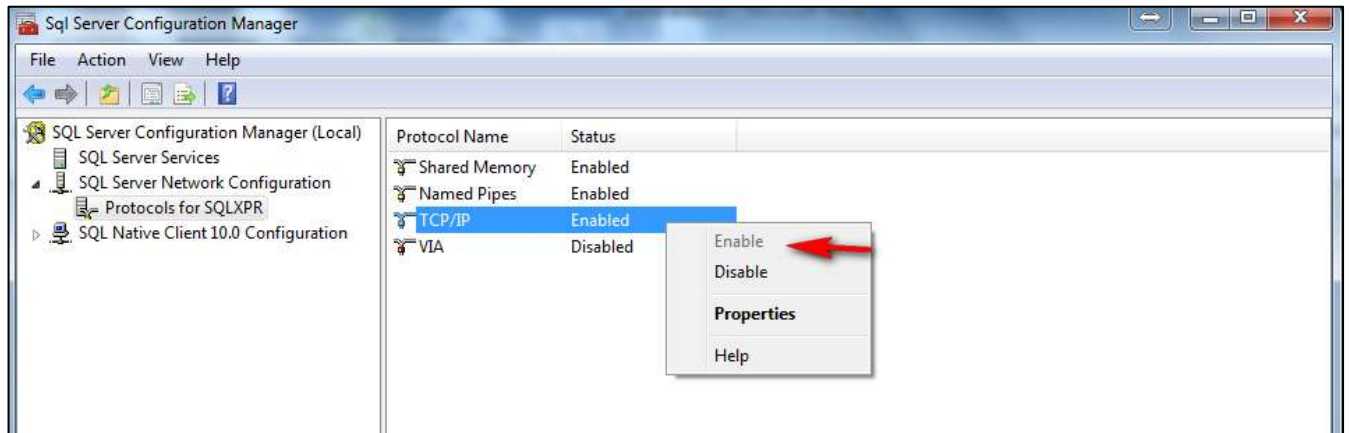 Sql Server Configuration Manager
File Action View Help
SQL Server Configuration Manager (Local)
SQL Server Services
SQL Server Network Configuration
Protocols for SQLXPR
SQL Native Client 10.0 Configuration
Protocol Name Status
Shared Memory Enabled
Named Pipes Enabled
TCP/IP Enabled
VIA Disabled
Enable
Disable
Properties
Help